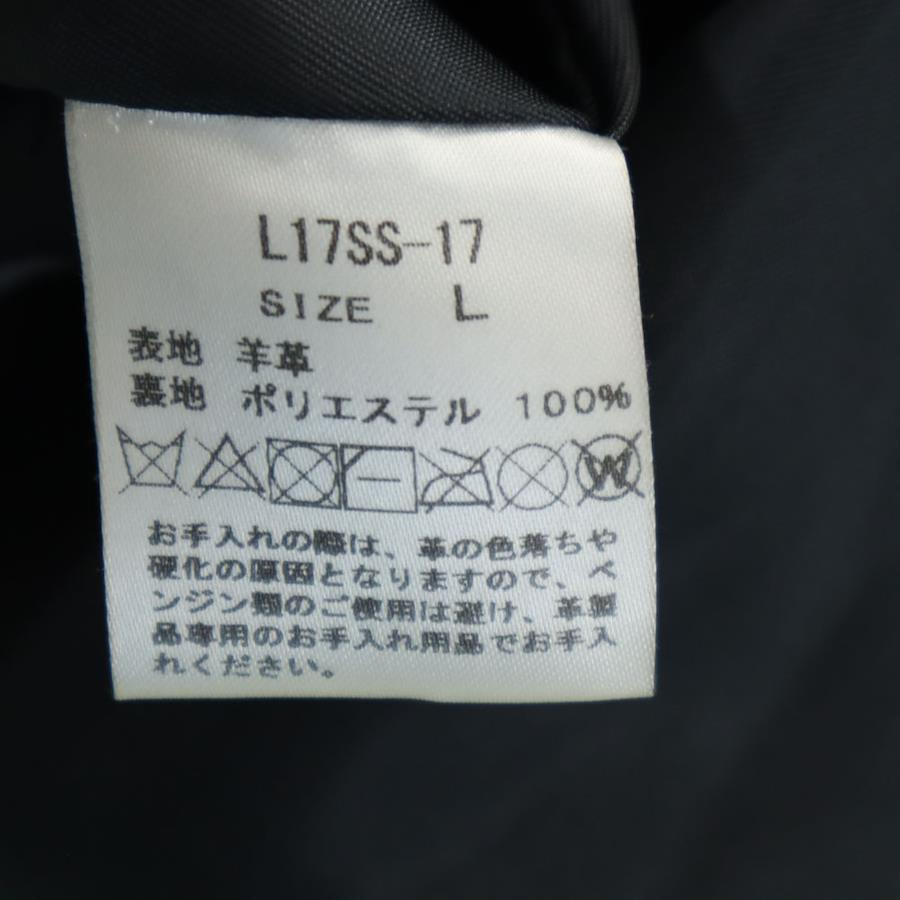 L17SS-17
SIZE L
表地 羊革
裏地 ポリエステル 100%
W
お手入れの際は、革の色落ちや
硬化の原因となりますので、ベ
ンジン類のご使用は避け、革製
品専用のお手入れ用品でお手入
れください。